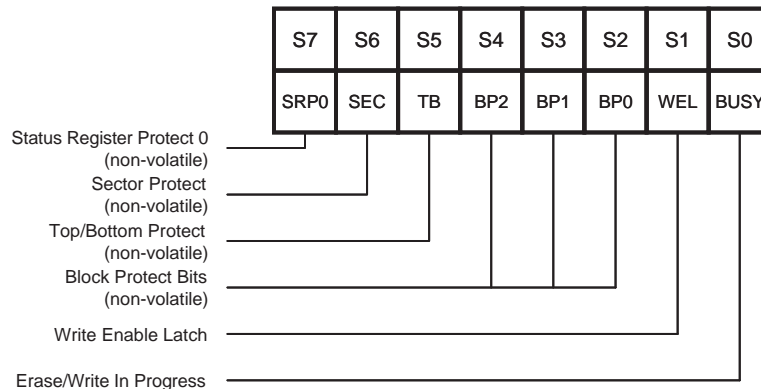 S7 S6 S5 S4 S3 S2 S1 S0
SRP0 SEC TB BP2 BP1 BP0 WEL BUSY
Status Register Protect 0
(non-volatile)
Sector Protect
(non-volatile)
Top/Bottom Protect
(non-volatile)
Block Protect Bits
(non-volatile)
Write Enable Latch
Erase/Write In Progress